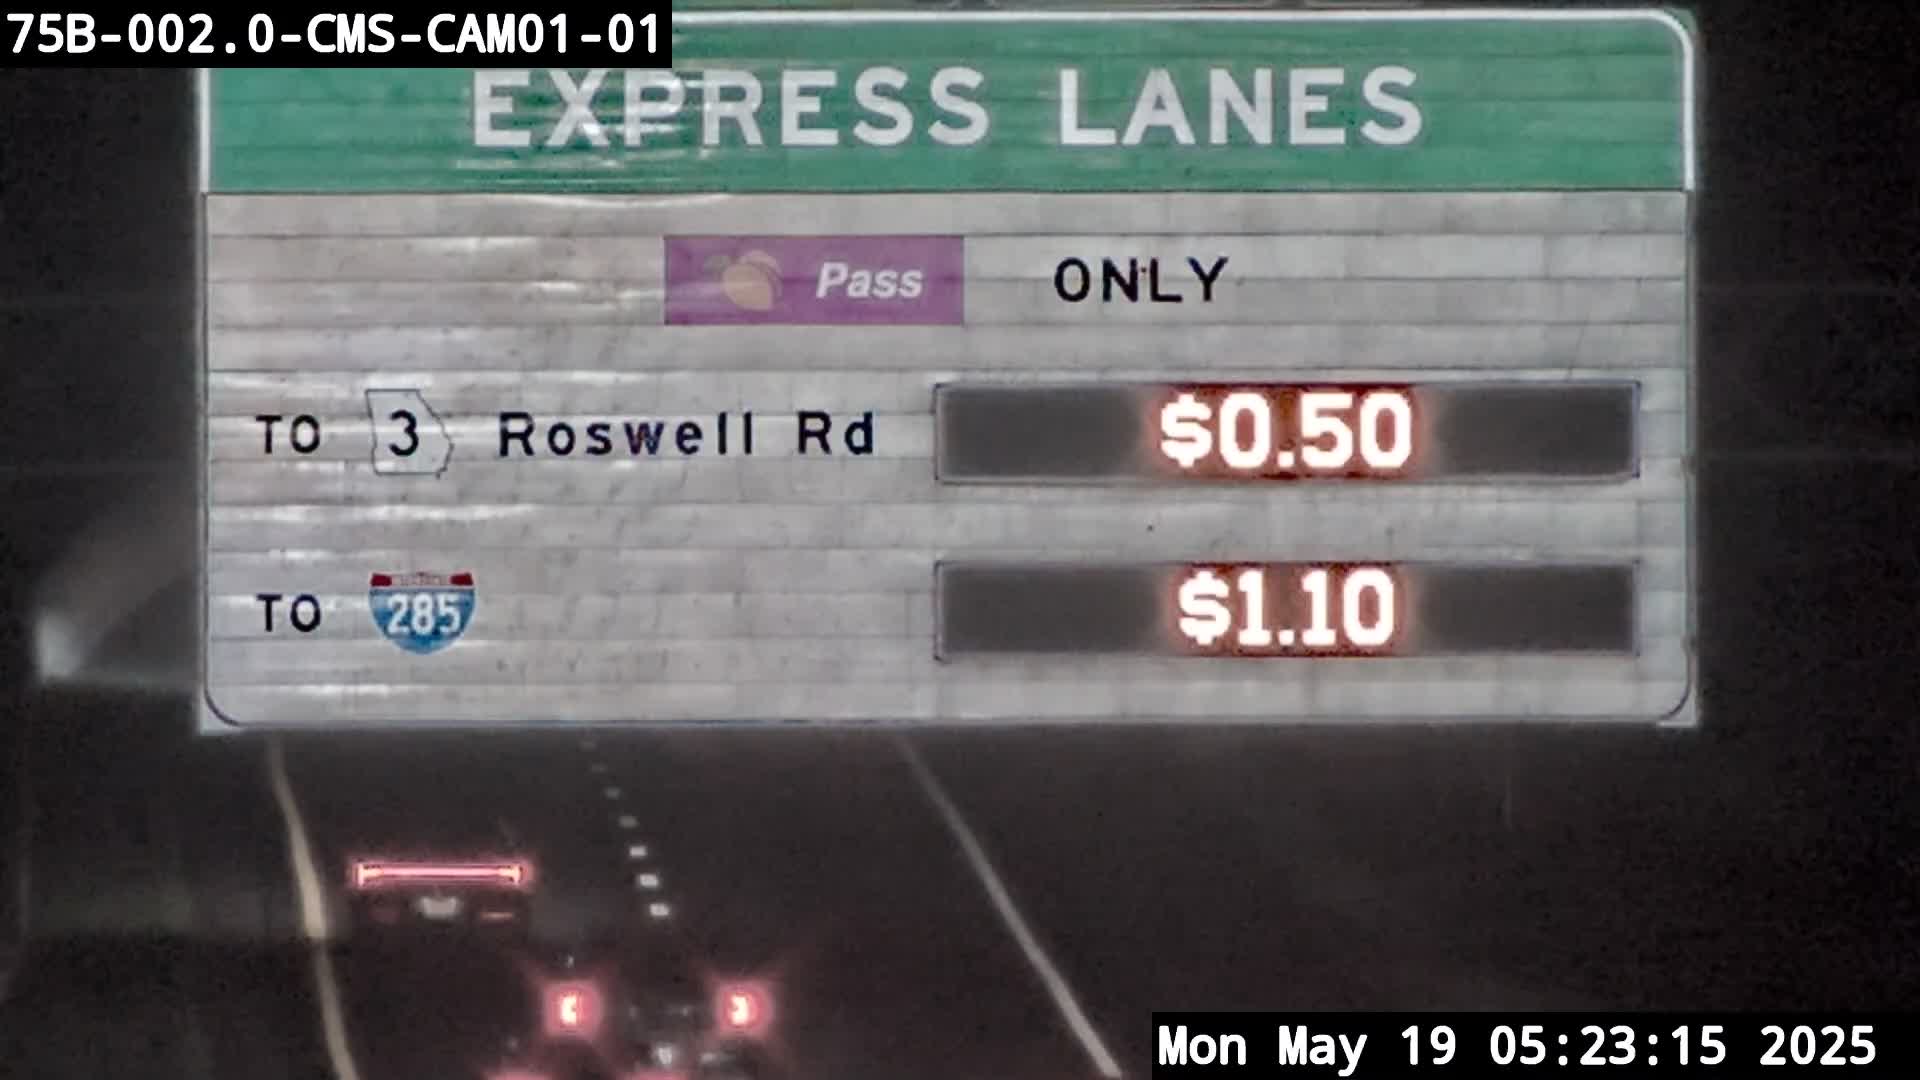 75B-002.0-CMS-CAM01-01
EXPRESS LANES
Pass ONLY
TO 3 Roswell Rd $0.50
TO 285 $1.10
Mon May 19 05:23:15 2025